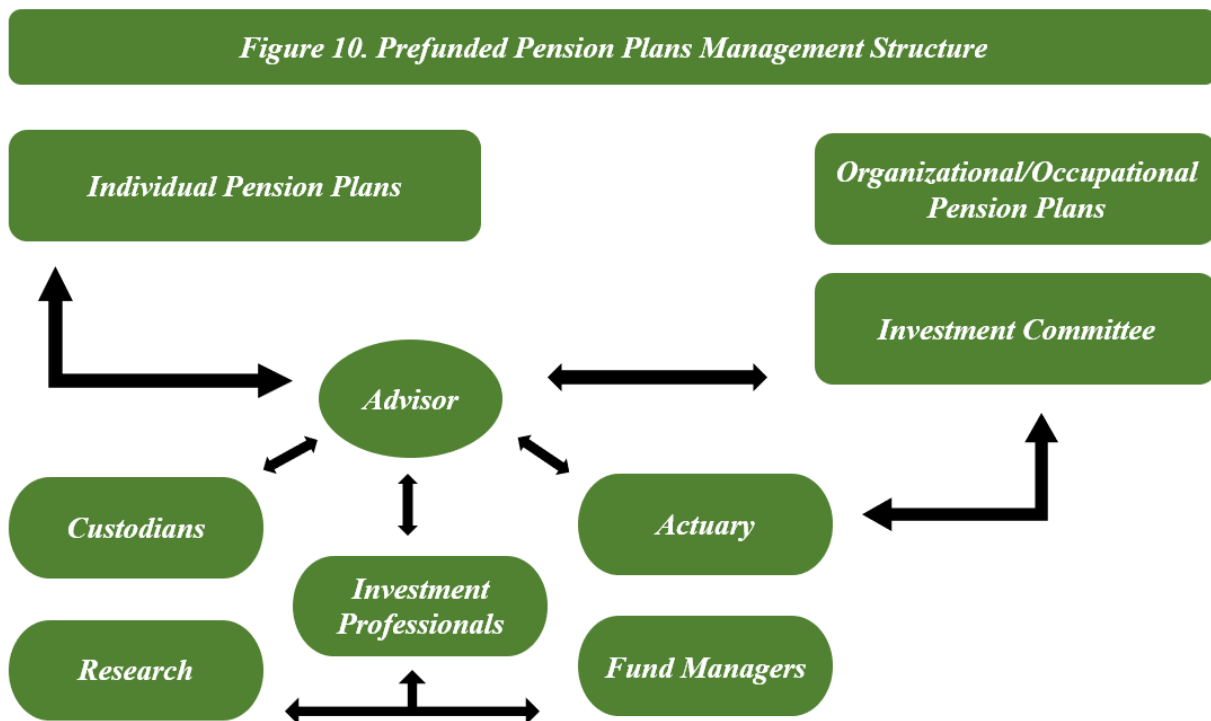 Figure 10. Prefunded Pension Plans Management Structure
Individual Pension Plans
Organizational/Occupational
Pension Plans
Investment Committee
Advisor
Custodians
Actuary
Investment
Professionals
Research
Fund Managers